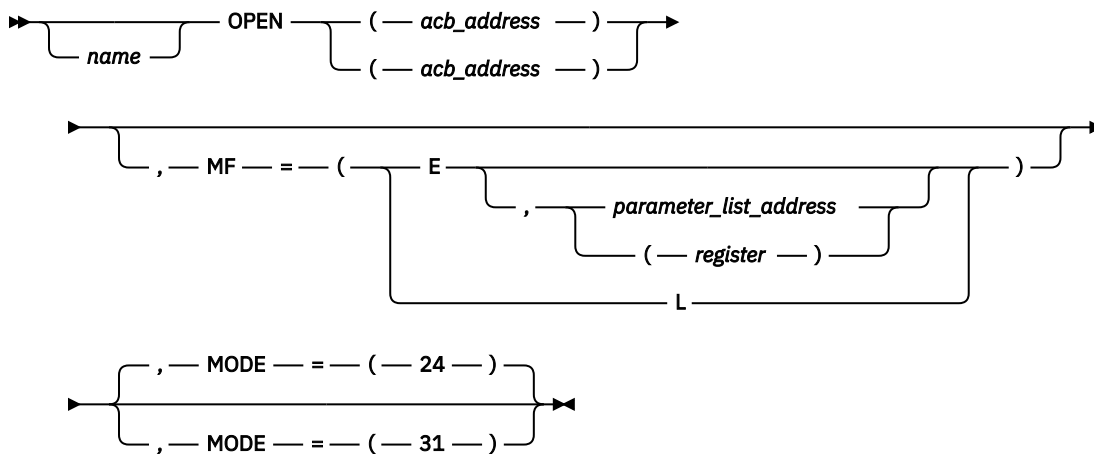 OPEN ( acb_address )
name ( acb_address )
, MF = ( E )
, parameter_list_address
( register )
L
, MODE = ( 24 )
, MODE = ( 31 )